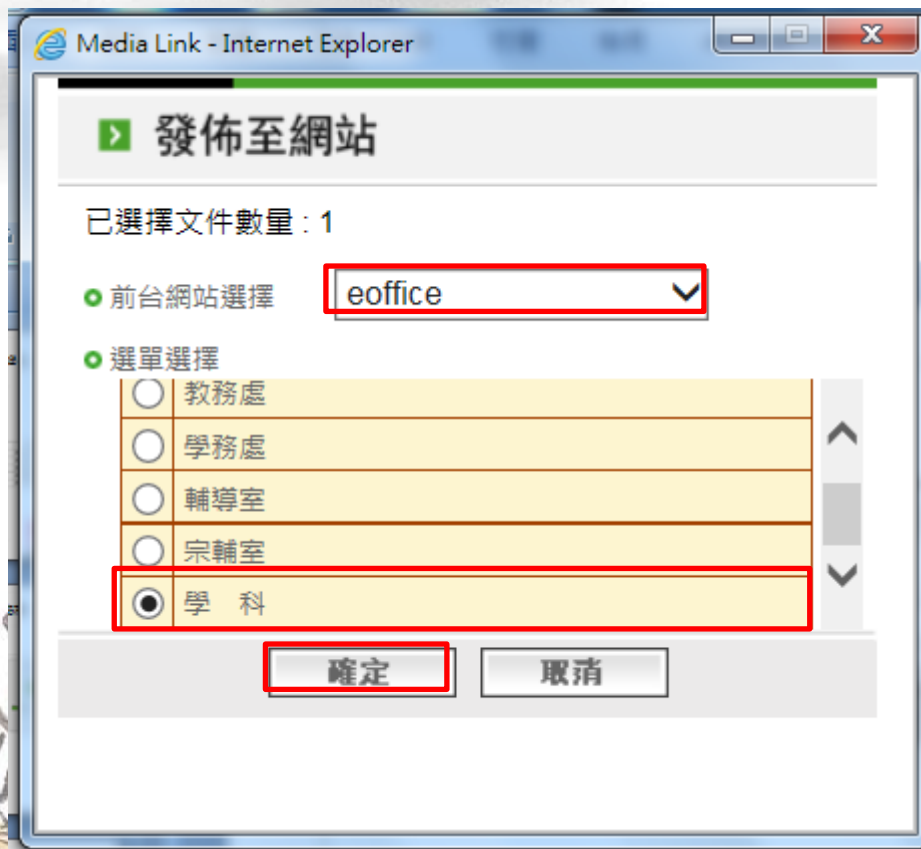 Media Link - Internet Explorer
發佈至網站
已選擇文件數量 : 1
前台網站選擇 eoffice
選單選擇
教務處
學務處
輔導室
宗輔室
學 科
確定 取消